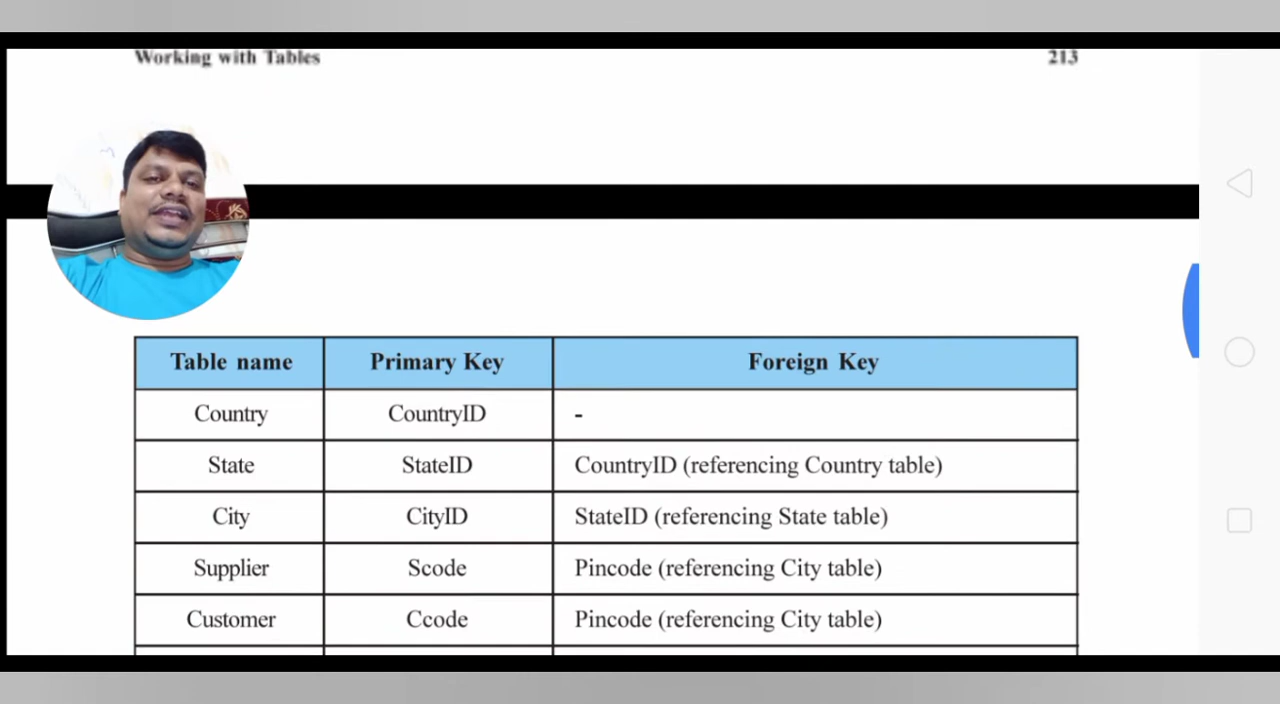 Working with Tables 213
Table name Primary Key Foreign Key
Country CountryID -
State StateID CountryID (referencing Country table)
City CityID StateID (referencing State table)
Supplier Scode Pincode (referencing City table)
Customer Ccode Pincode (referencing City table)